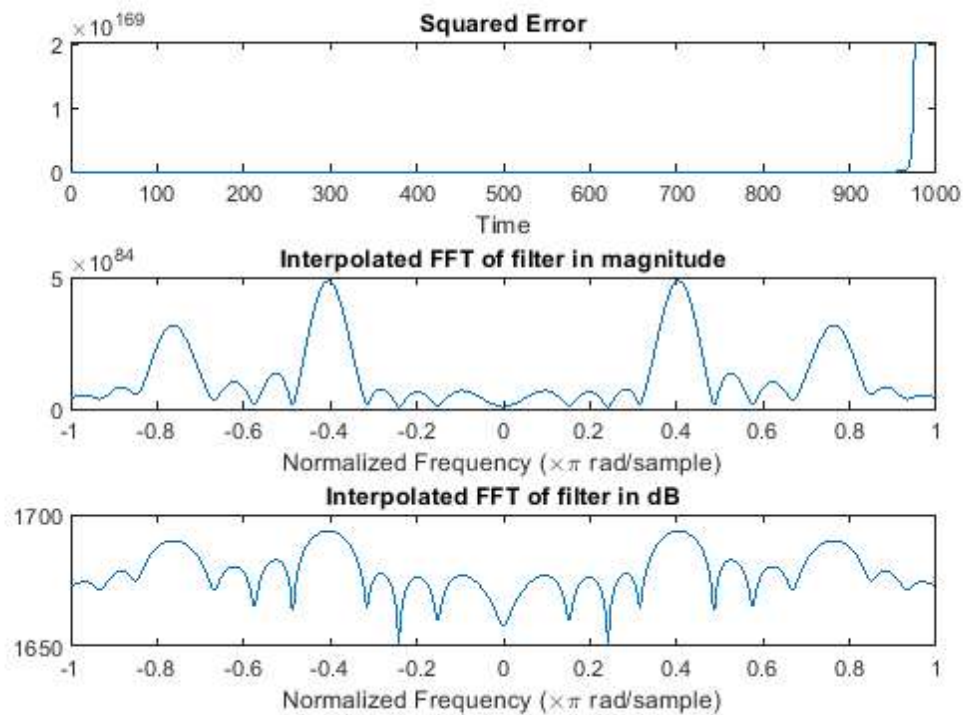 ×10^169
Squared Error
2
1
0
0 100 200 300 400 500 600 700 800 900 1000
Time
×10^84
Interpolated FFT of filter in magnitude
5
0
-1 -0.8 -0.6 -0.4 -0.2 0 0.2 0.4 0.6 0.8 1
Normalized Frequency (×π rad/sample)
Interpolated FFT of filter in dB
1700
1650
-1 -0.8 -0.6 -0.4 -0.2 0 0.2 0.4 0.6 0.8 1
Normalized Frequency (×π rad/sample)